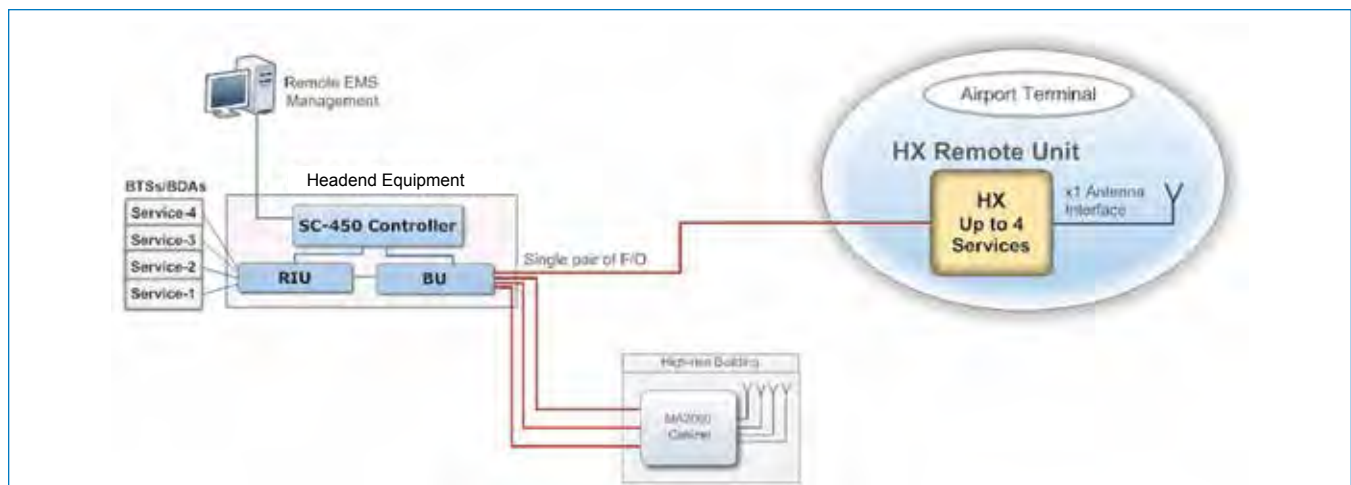 Remote EMS
Management
Airport Terminal
HX Remote Unit
HX
Up to 4
Services
x1 Antenna
Interface
BTSs/BDAs
Service-4
Service-3
Service-2
Service-1
Headend Equipment
SC-450 Controller
RIU
BU
Single pair of F/O
High-rise Building
MA2000
Cabinet